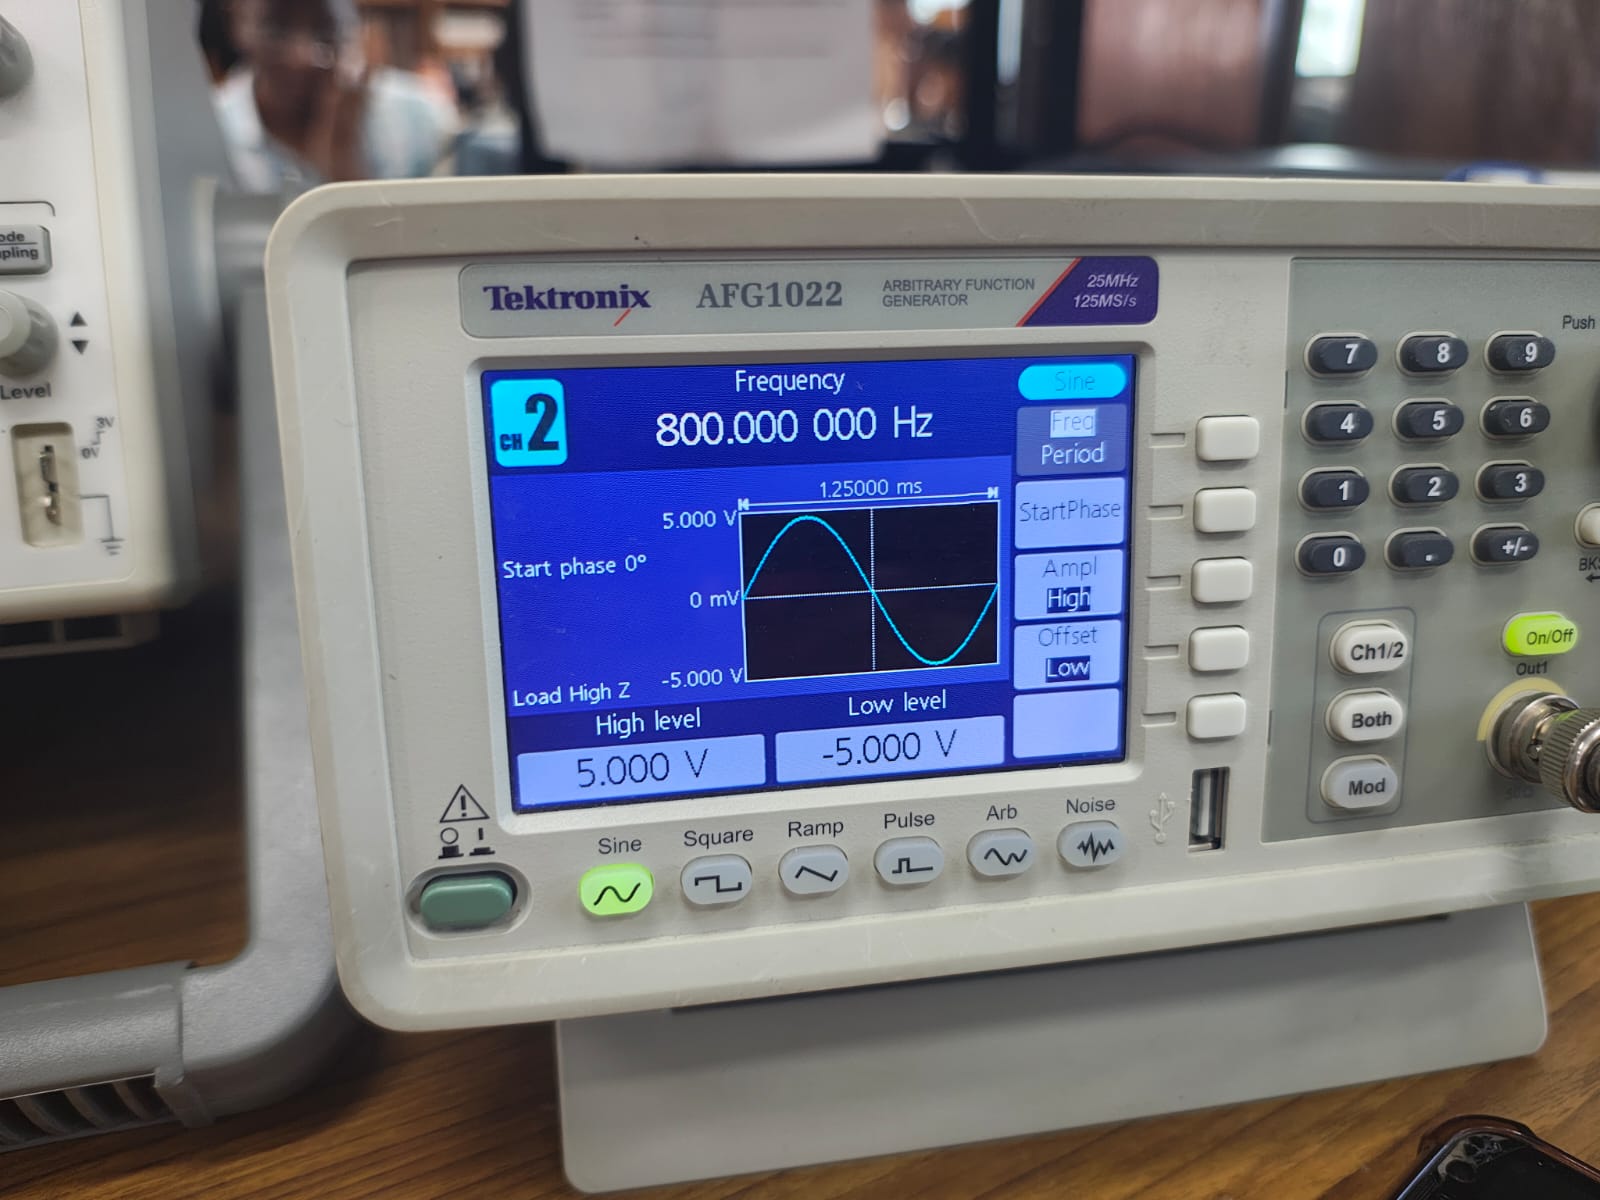 Tektronix AFG1022 ARBITRARY FUNCTION GENERATOR
25MHz
125MS/s
CH 2
Frequency
800.000 000 Hz
Sine
Freq
Period
StartPhase
Ampl
High
Offset
Low
1.25000 ms
5.000 V
Start phase 0°
0 mV
-5.000 V
Load High Z
High level
5.000 V
Low level
-5.000 V
Sine
Square
Ramp
Pulse
Arb
Noise
Push
7 8 9
4 5 6
1 2 3
0 . +/-
Ch1/2
Both
Mod
On/Off
Out1
Level
3V
0V